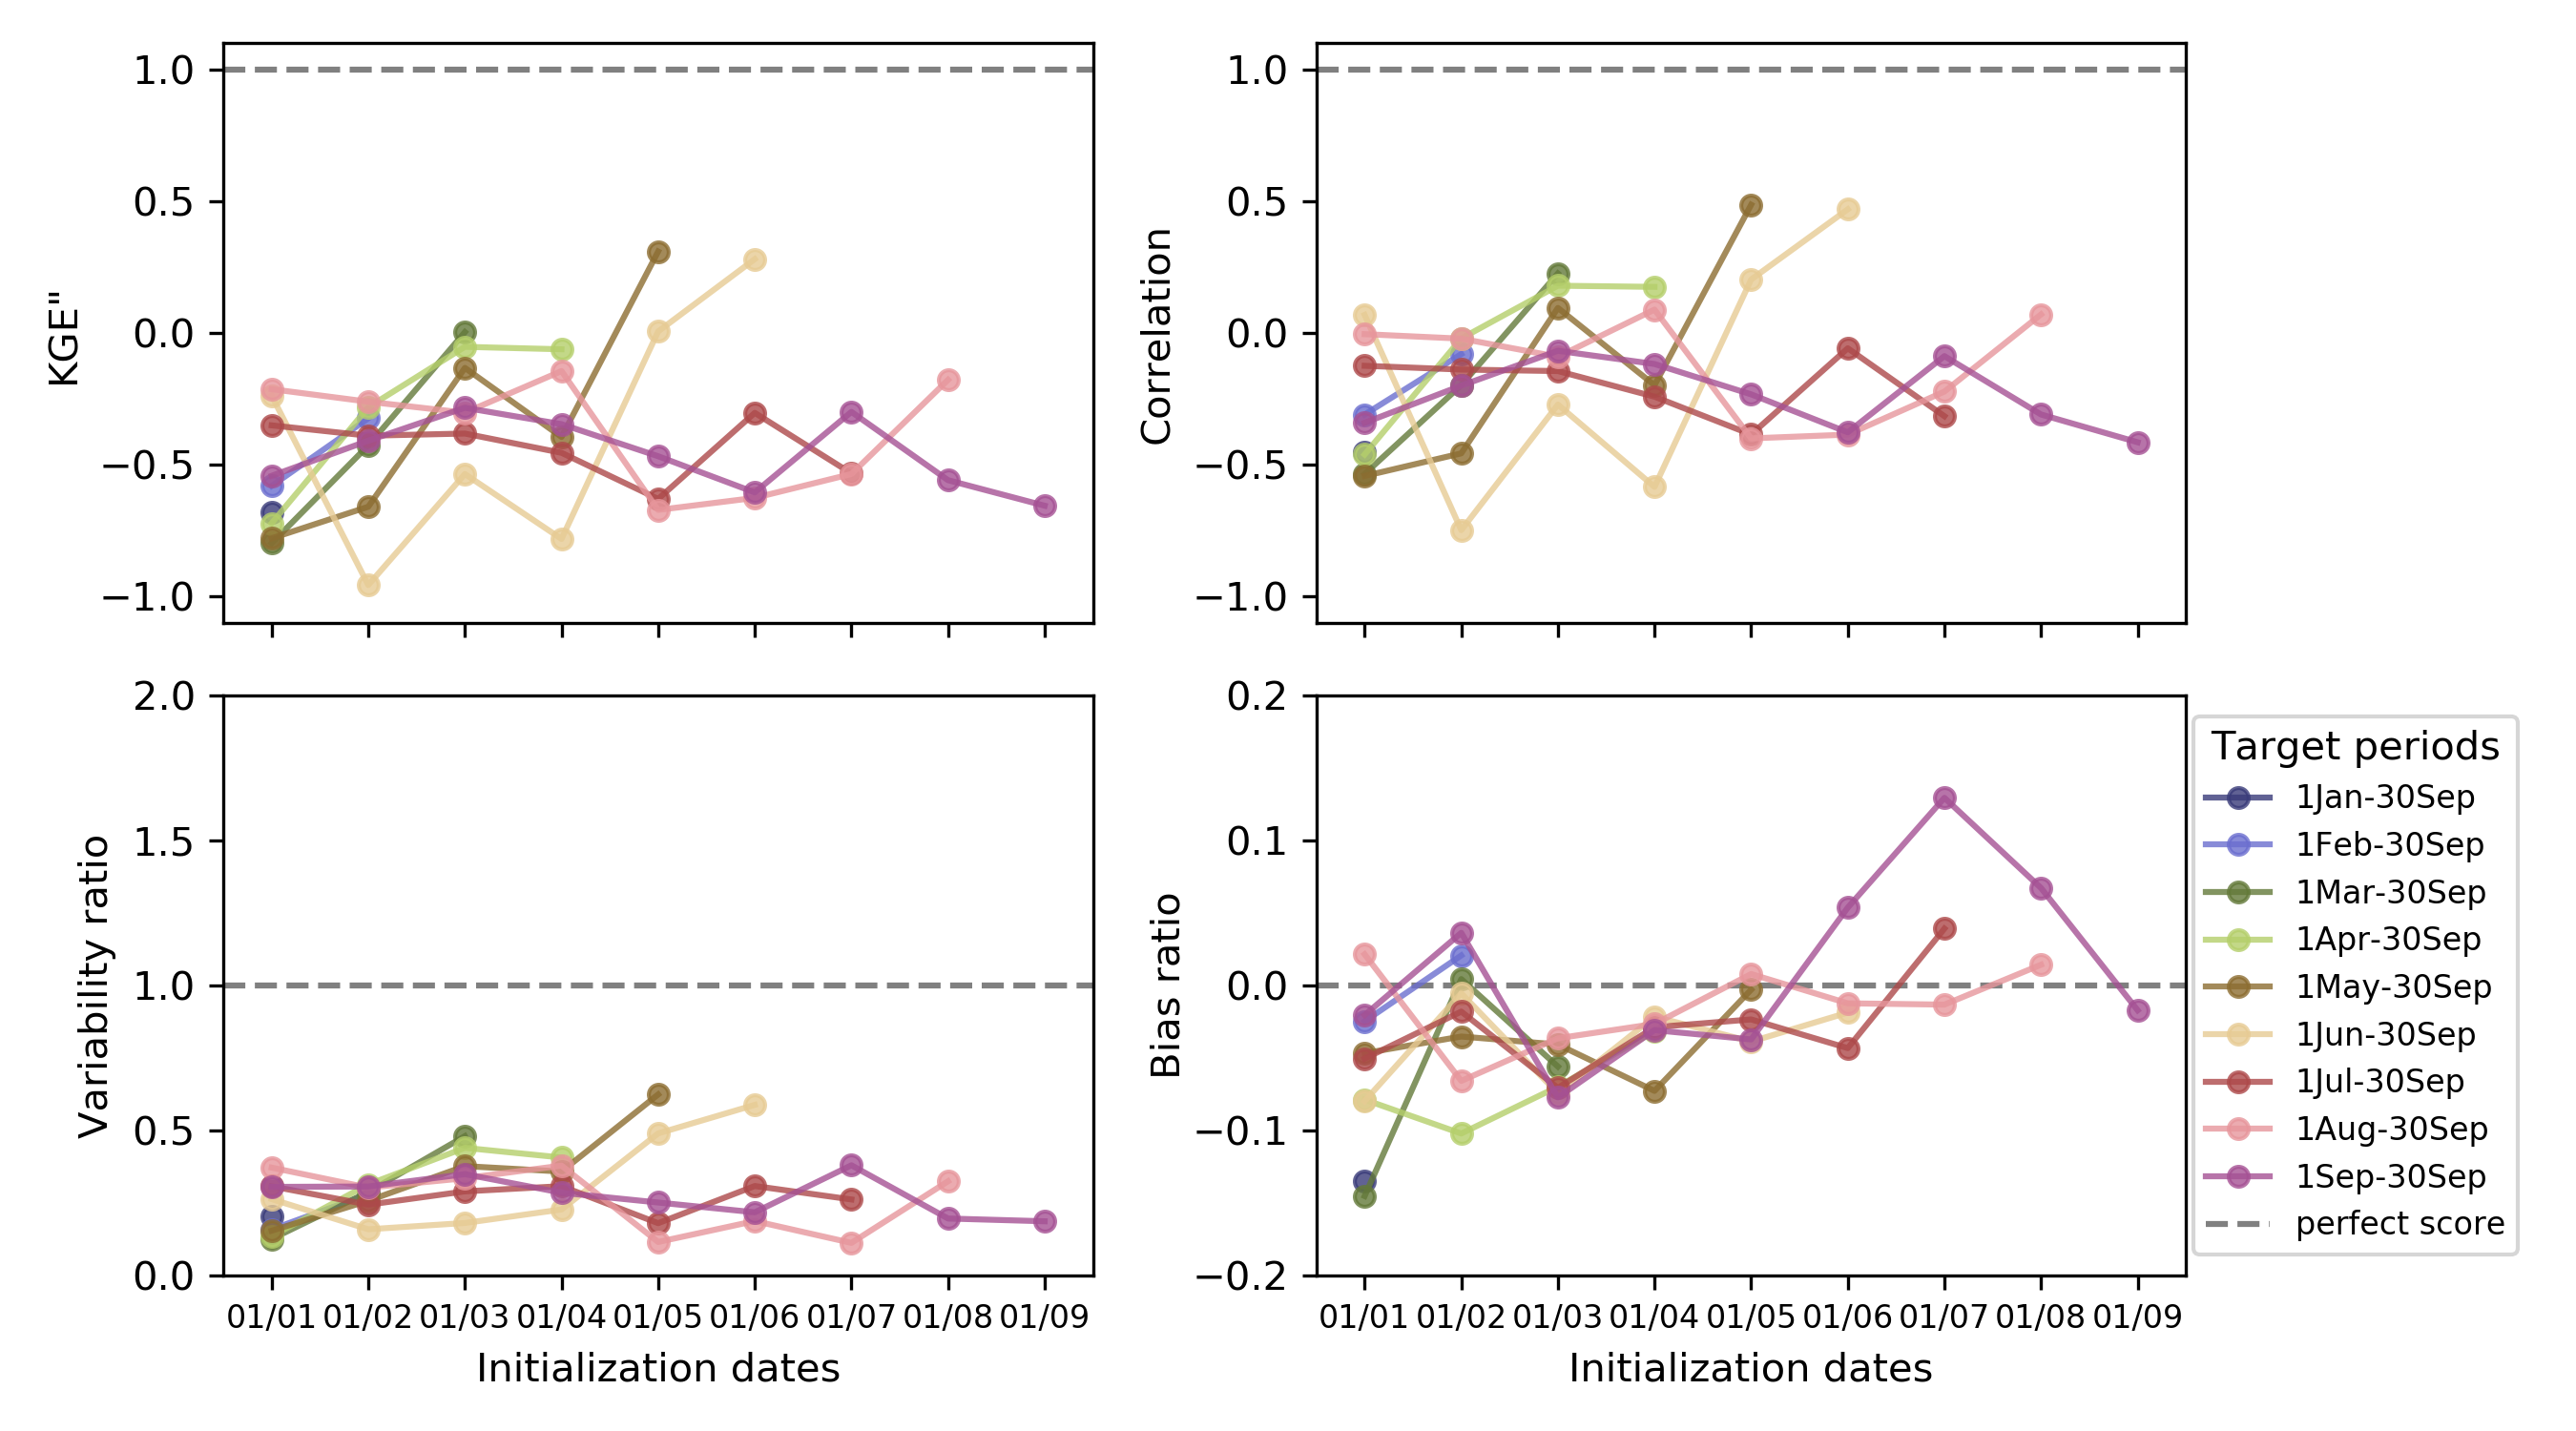 1.0
0.5
0.0
−0.5
−1.0
KGE"
1.0
0.5
0.0
−0.5
−1.0
Correlation
2.0
1.5
1.0
0.5
0.0
Variability ratio
01/01 01/02 01/03 01/04 01/05 01/06 01/07 01/08 01/09
Initialization dates
0.2
0.1
0.0
−0.1
−0.2
Bias ratio
01/01 01/02 01/03 01/04 01/05 01/06 01/07 01/08 01/09
Initialization dates
Target periods
1Jan-30Sep
1Feb-30Sep
1Mar-30Sep
1Apr-30Sep
1May-30Sep
1Jun-30Sep
1Jul-30Sep
1Aug-30Sep
1Sep-30Sep
perfect score